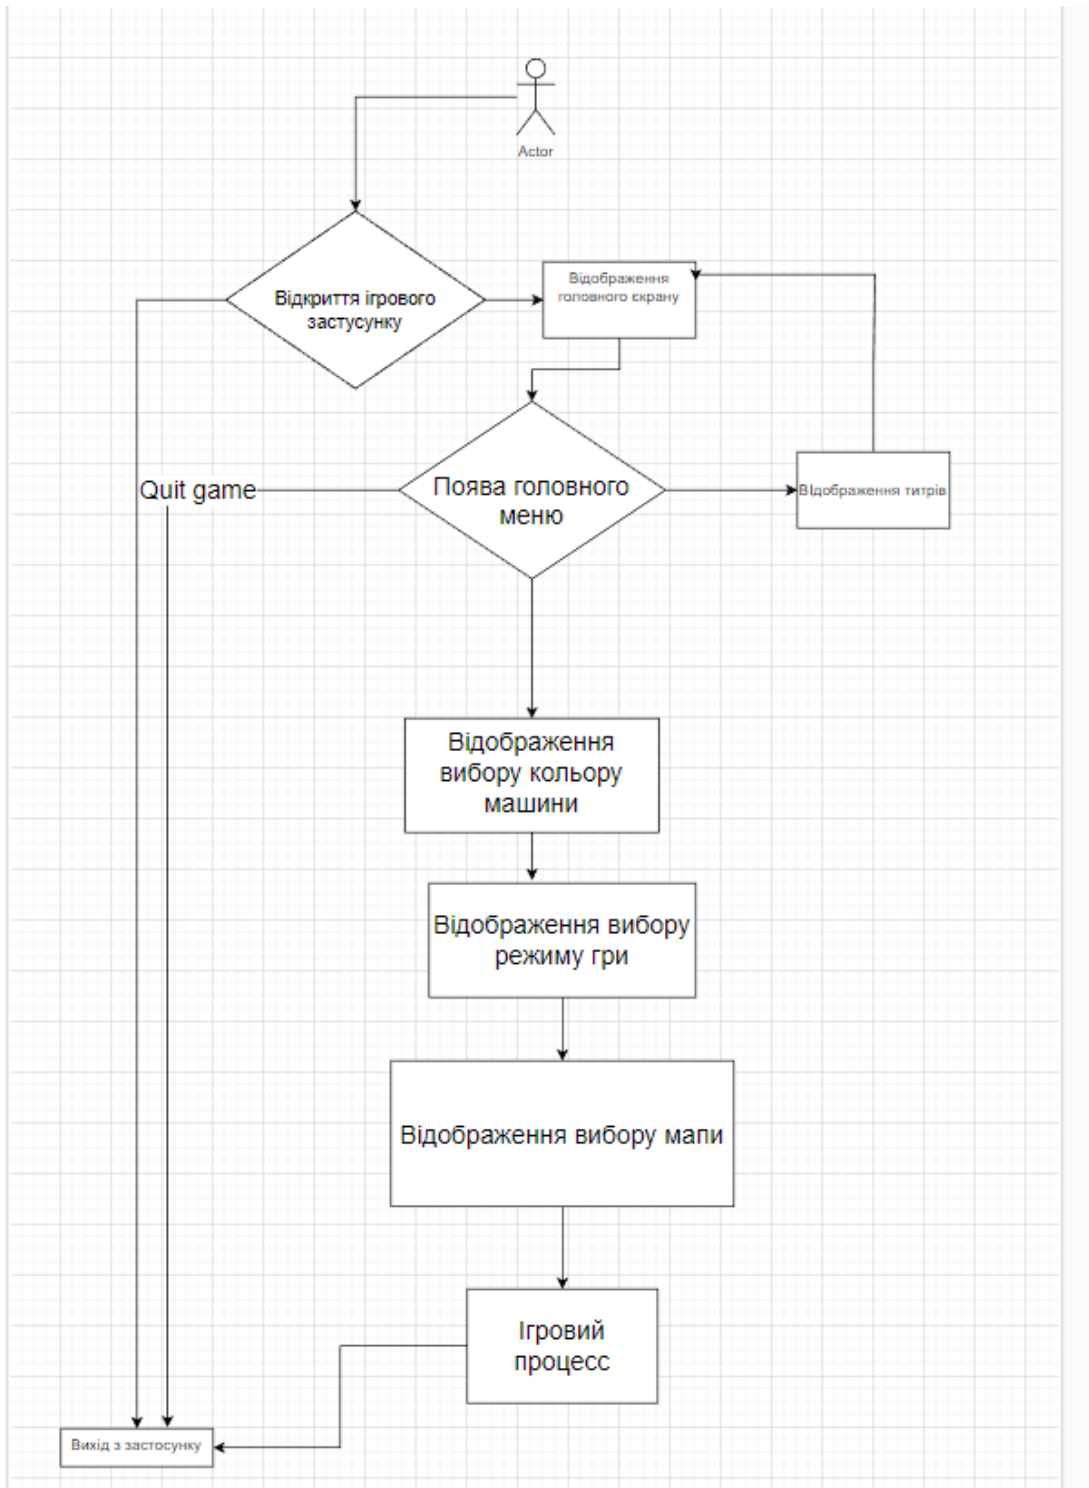 Actor
Відкриття ігрового
застусунку
Відображення
головного єкрану
Quit game
Поява головного
меню
ВІдображення титрів
Відображення
вибору кольору
машини
Відображення вибору
режиму гри
Відображення вибору мапи
Ігровий
процесс
Вихід з застосунку